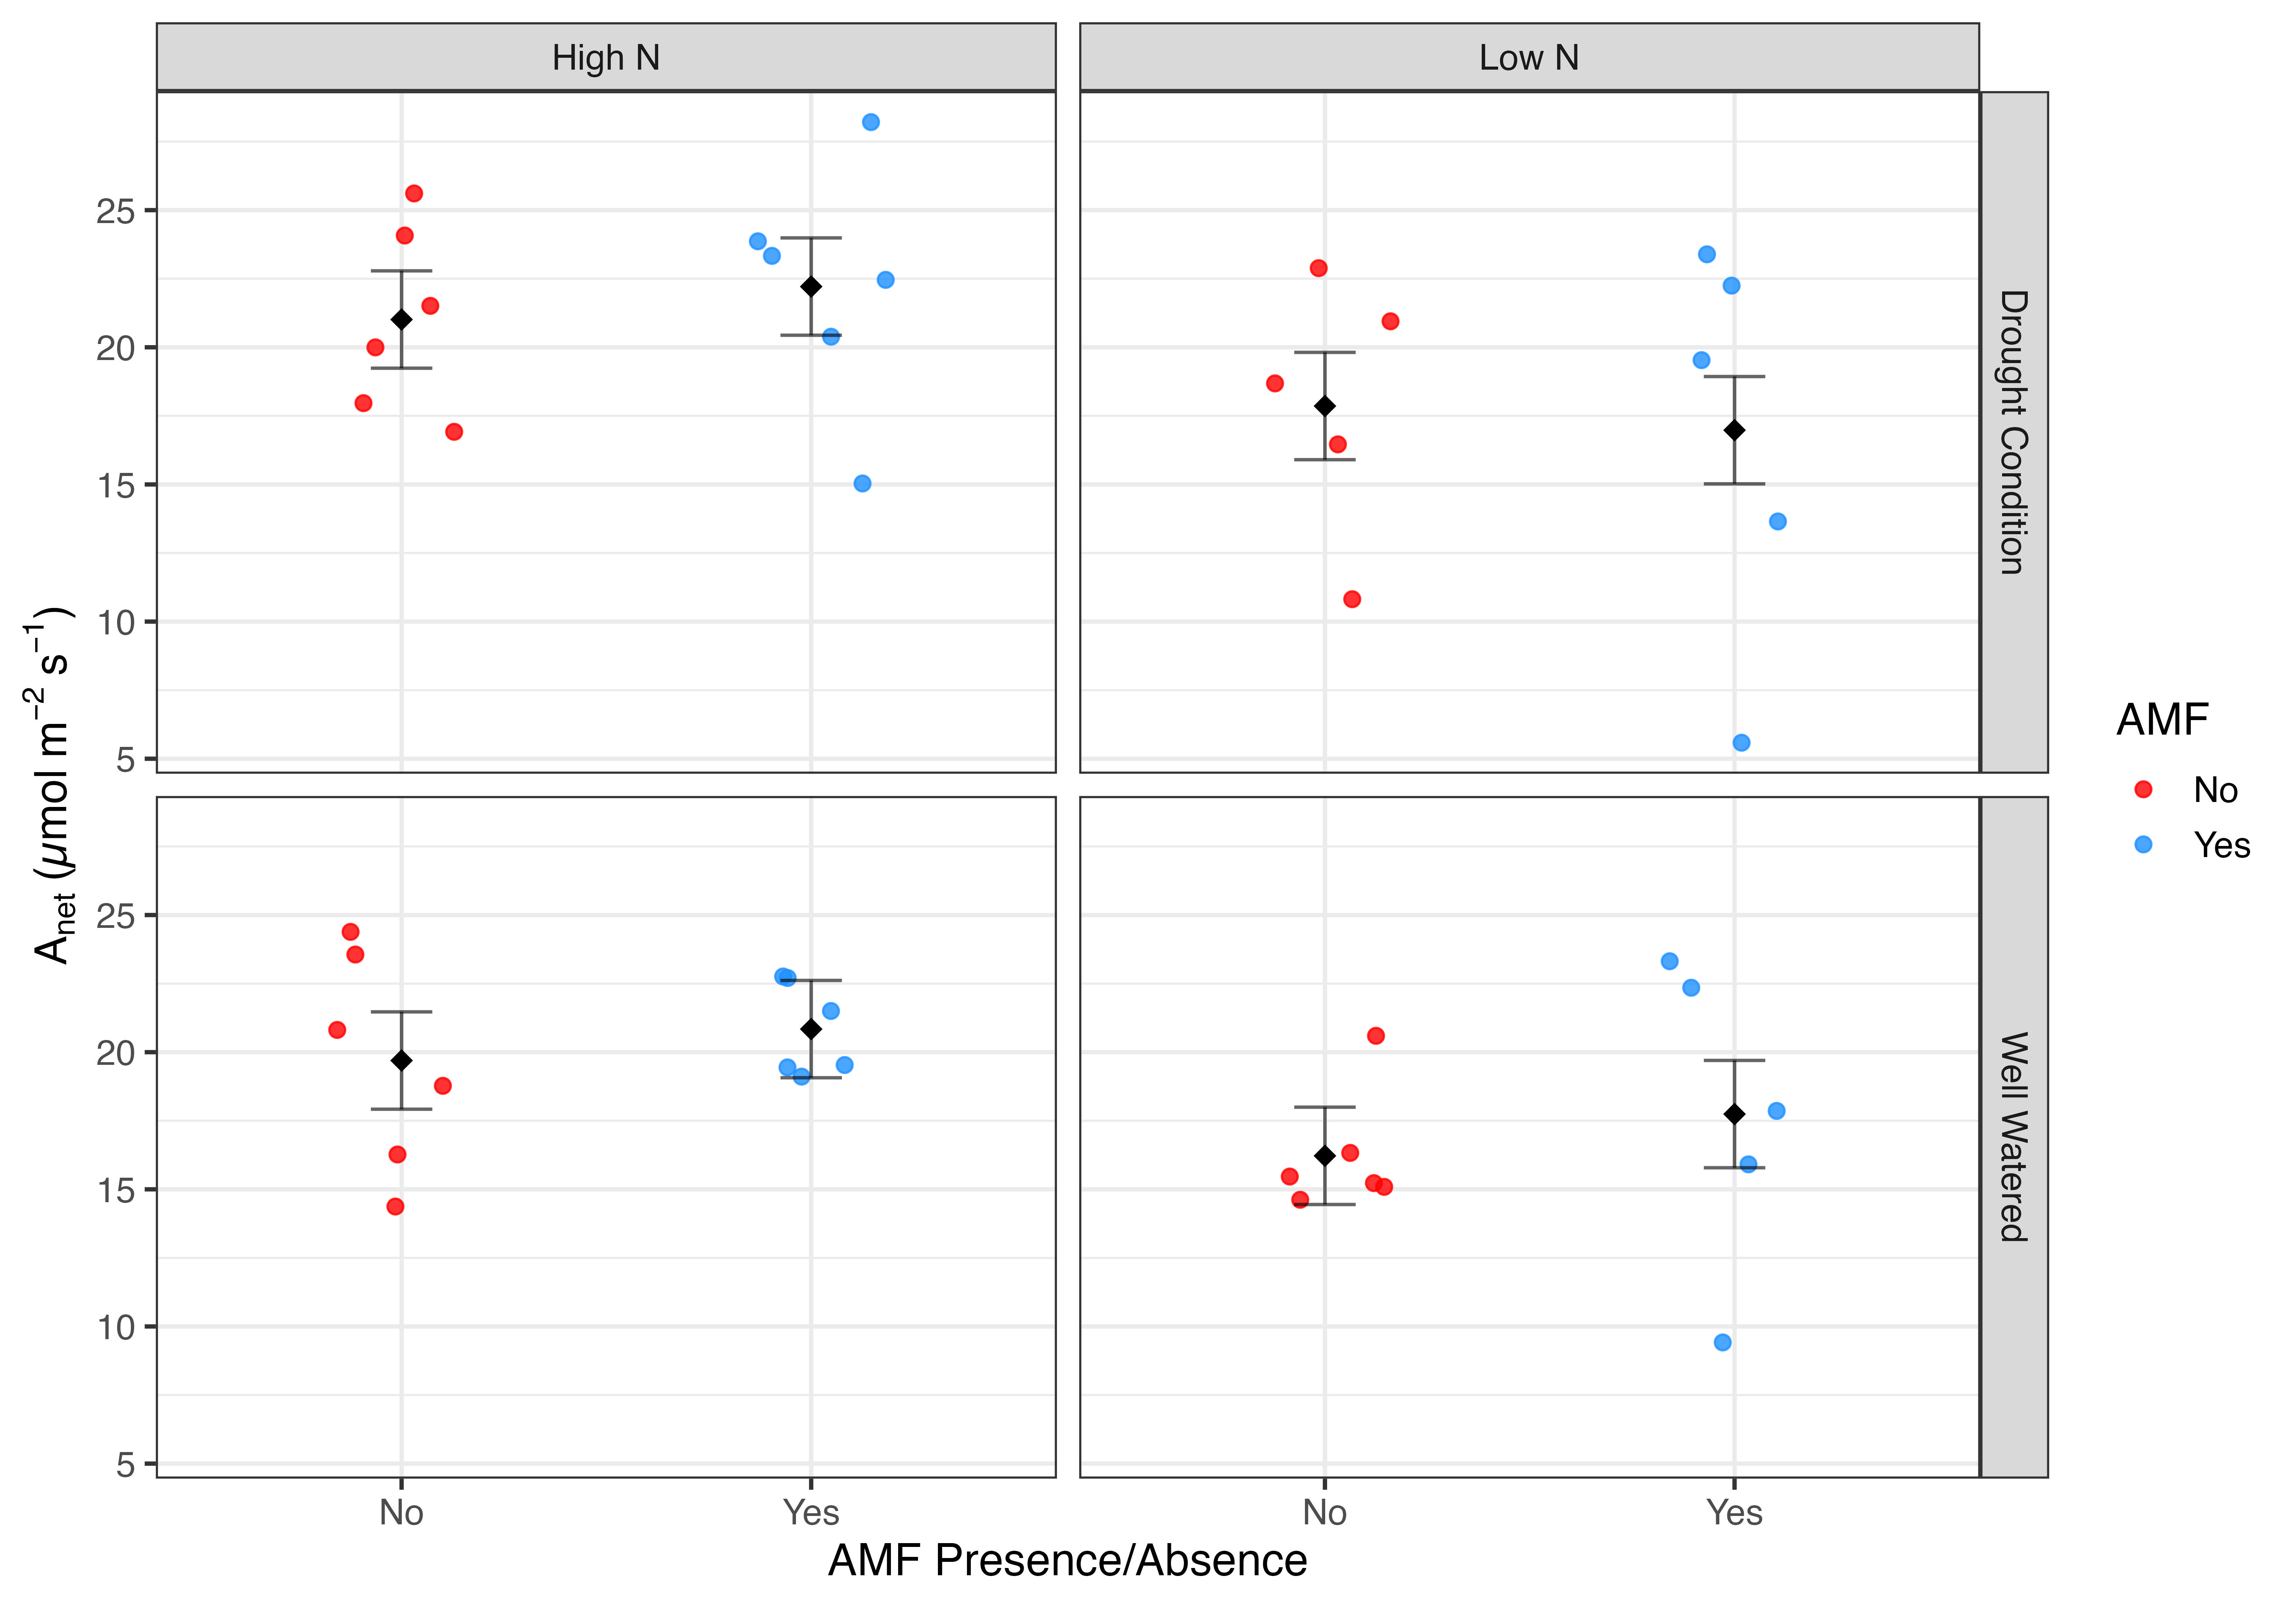 High N
Low N
25
20
15
10
5
Drought Condition
25
20
15
10
5
Well Watered
No
Yes
No
Yes
AMF Presence/Absence
Aₙₑₜ (μmol m⁻² s⁻¹)
AMF
No
Yes